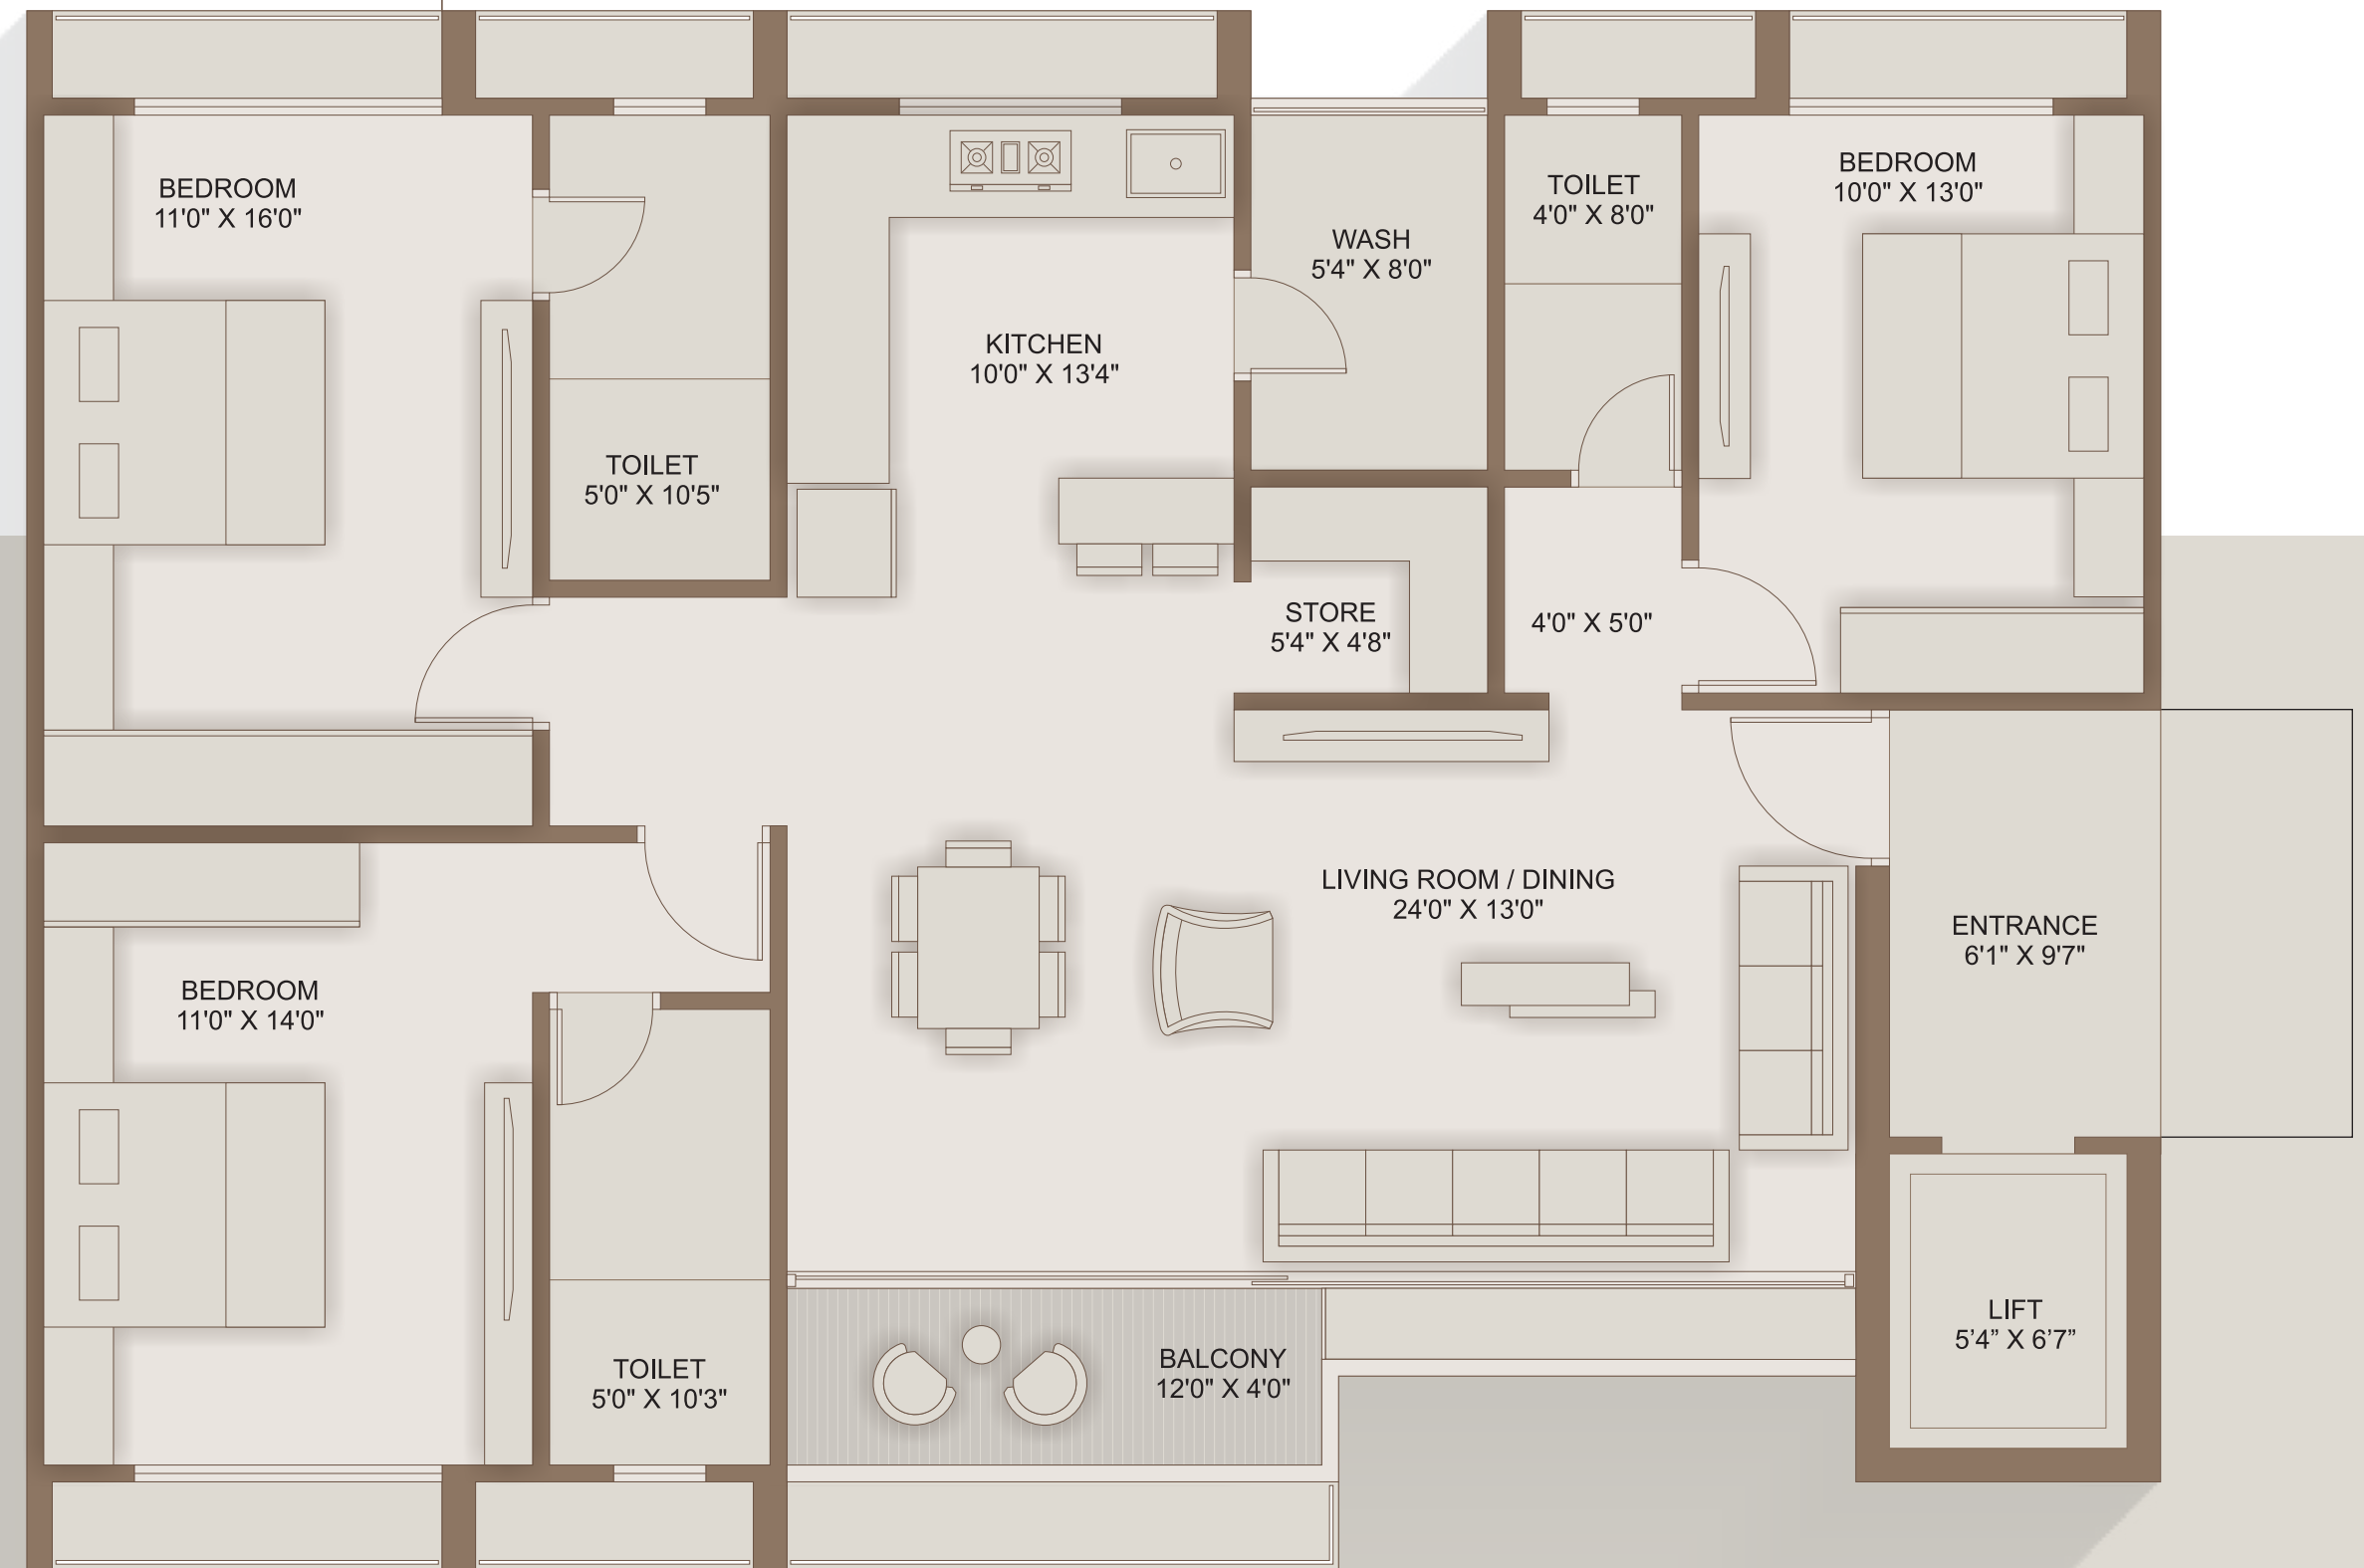 BEDROOM
11'0" X 16'0"
TOILET
5'0" X 10'5"
KITCHEN
10'0" X 13'4"
WASH
5'4" X 8'0"
TOILET
4'0" X 8'0"
BEDROOM
10'0" X 13'0"
STORE
5'4" X 4'8"
4'0" X 5'0"
LIVING ROOM / DINING
24'0" X 13'0"
ENTRANCE
6'1" X 9'7"
BEDROOM
11'0" X 14'0"
TOILET
5'0" X 10'3"
BALCONY
12'0" X 4'0"
LIFT
5’4” X 6’7”